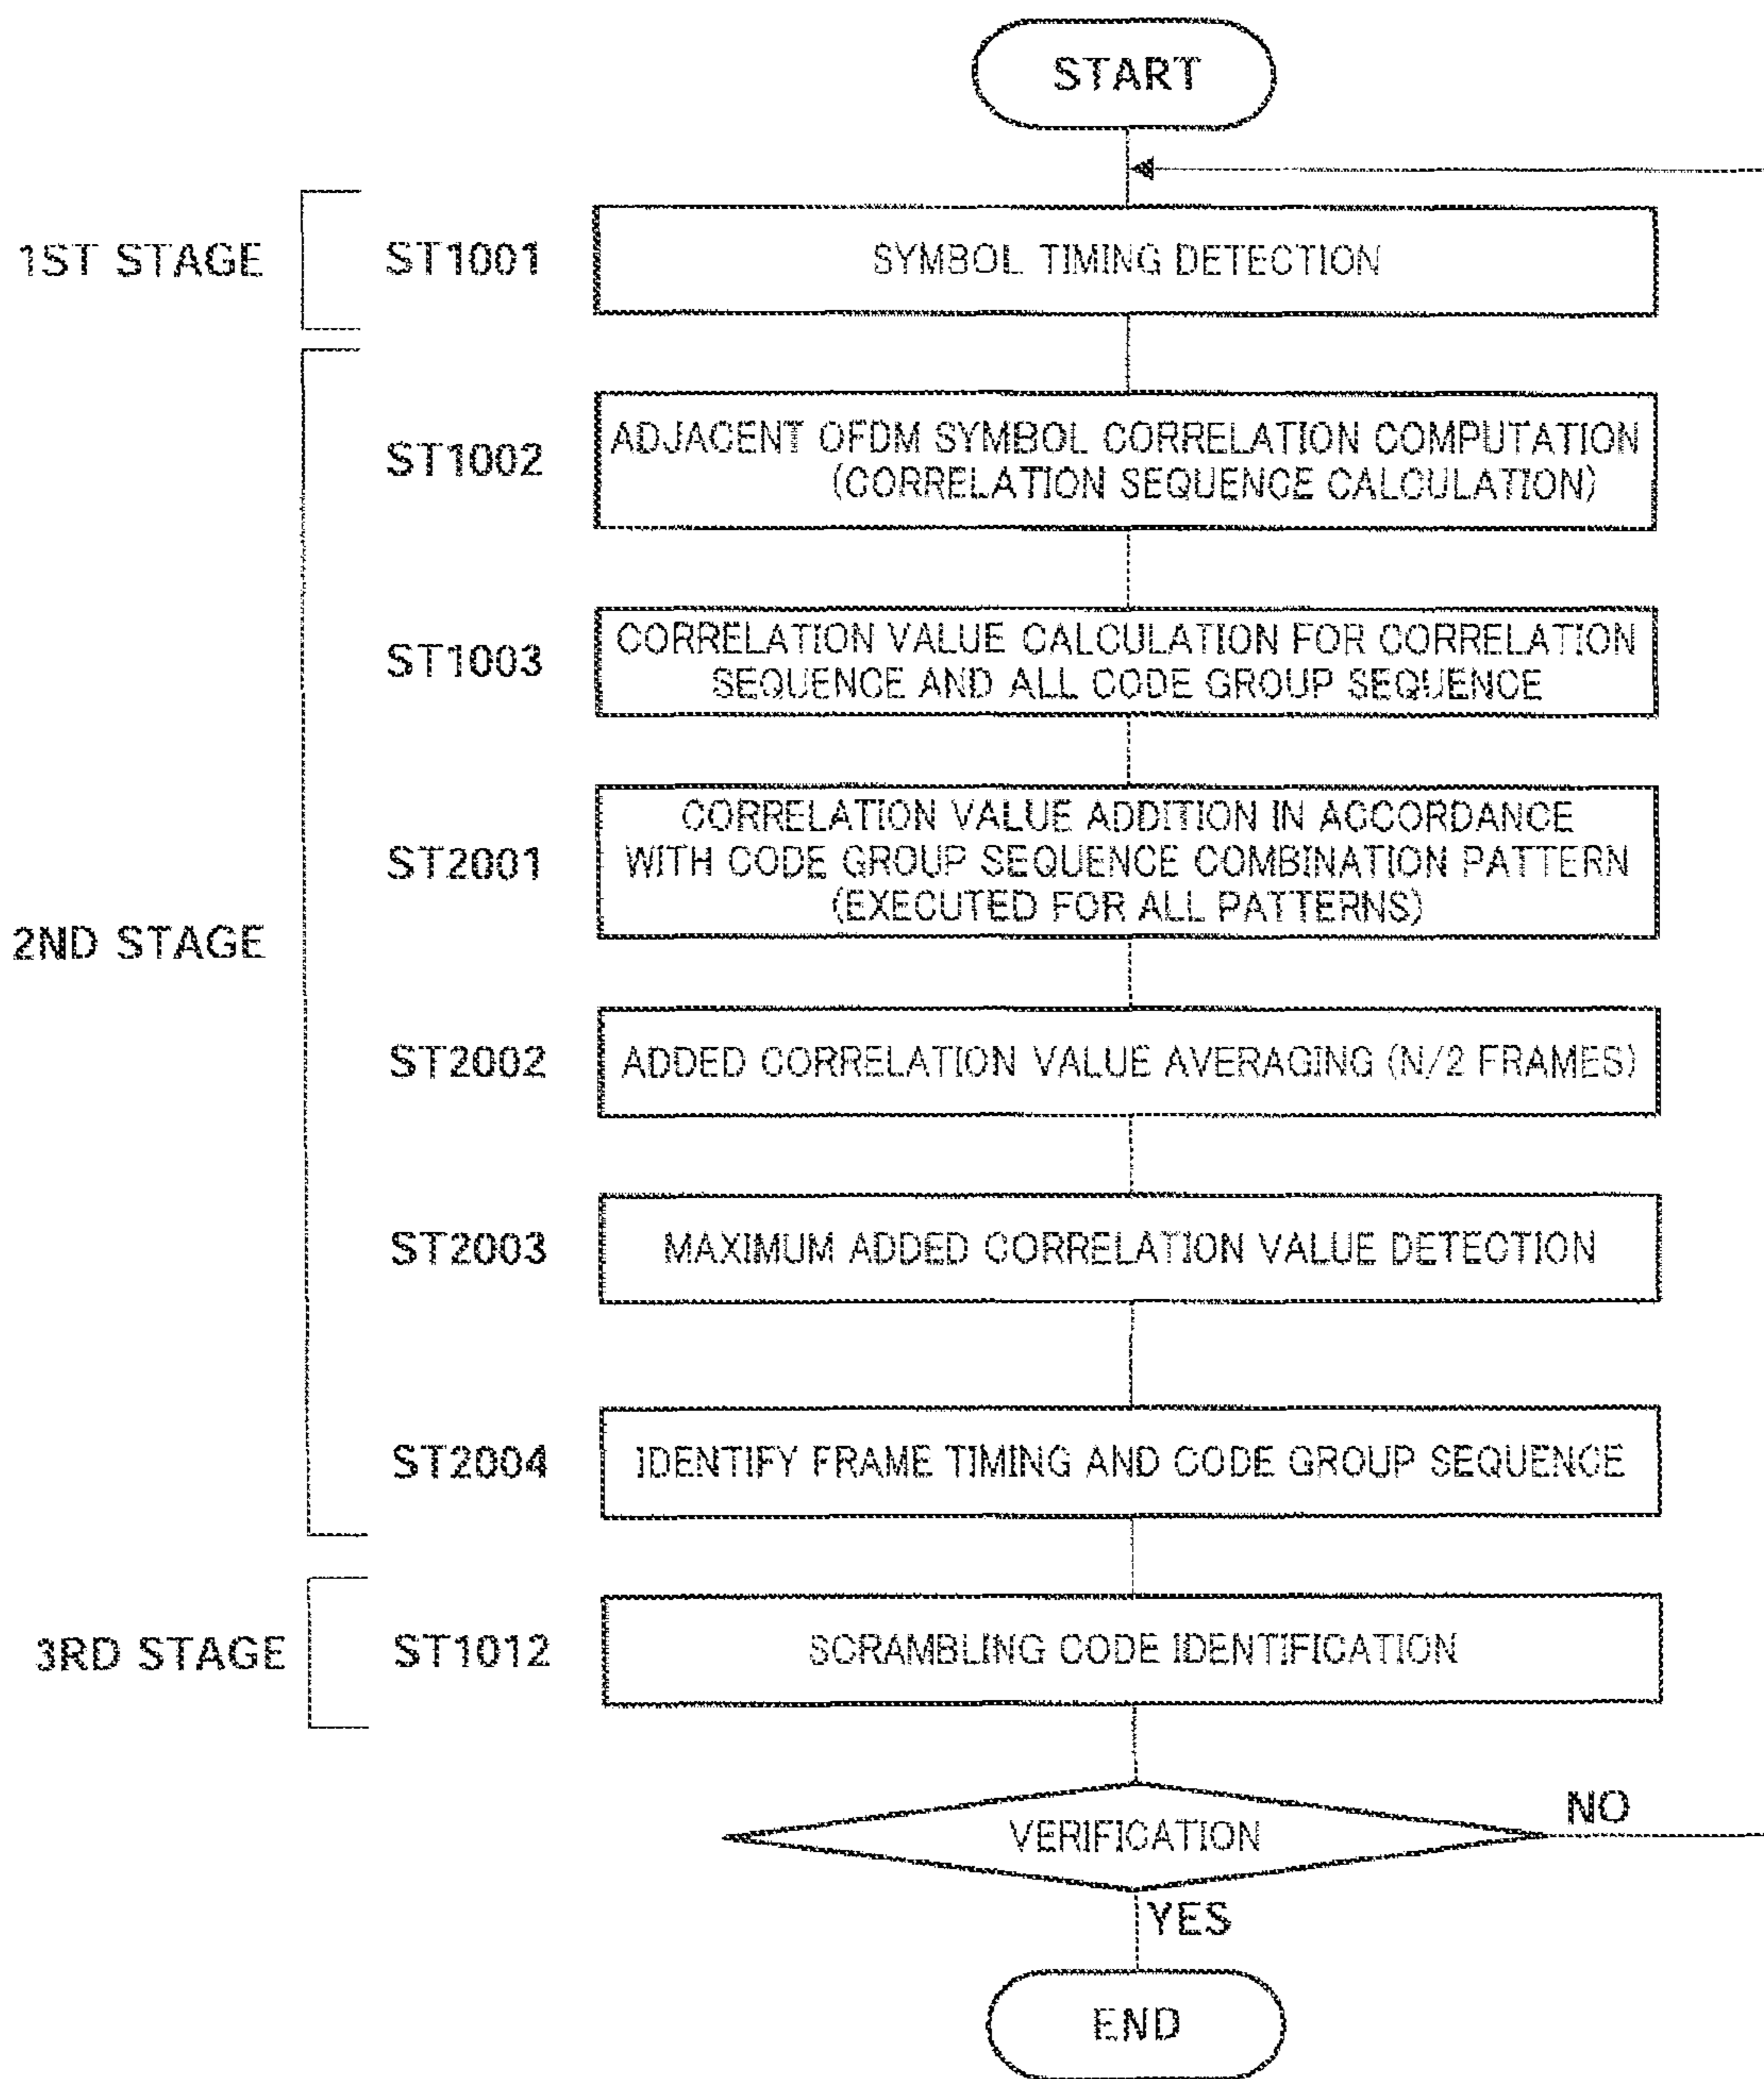 START
1ST STAGE
ST1001
SYMBOL TIMING DETECTION
2ND STAGE
ST1002
ADJACENT OFDM SYMBOL CORRELATION COMPUTATION
(CORRELATION SEQUENCE CALCULATION)
ST1003
CORRELATION VALUE CALCULATION FOR CORRELATION
SEQUENCE AND ALL CODE GROUP SEQUENCE
ST2001
CORRELATION VALUE ADDITION IN ACCORDANCE
WITH CODE GROUP SEQUENCE COMBINATION PATTERN
(EXECUTED FOR ALL PATTERNS)
ST2002
ADDED CORRELATION VALUE AVERAGING (N/2 FRAMES)
ST2003
MAXIMUM ADDED CORRELATION VALUE DETECTION
ST2004
IDENTIFY FRAME TIMING AND CODE GROUP SEQUENCE
3RD STAGE
ST1012
SCRAMBLING CODE IDENTIFICATION
VERIFICATION
NO
YES
END